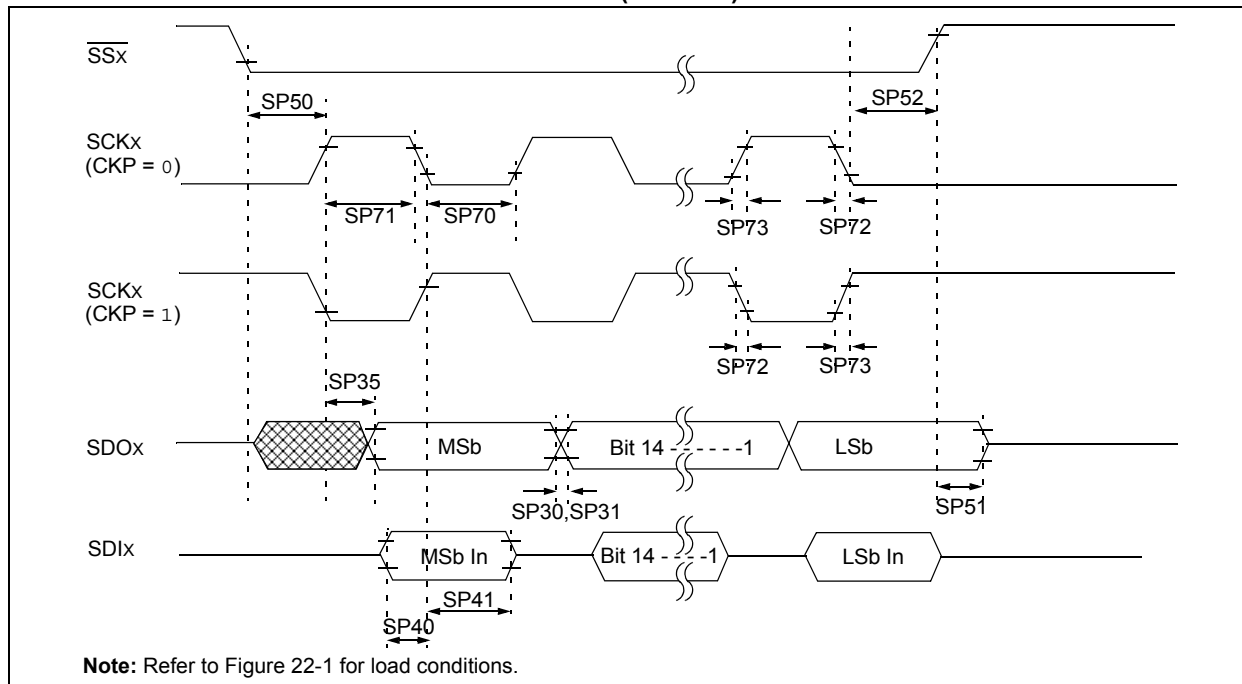 SSx
SP50
SP52
SCKx
(CKP = 0)
SP71
SP70
SP73
SP72
SCKx
(CKP = 1)
SP72
SP73
SP35
SDOx
MSb
Bit 14 - - - - - -1
LSb
SP30,SP31
SP51
SDIx
MSb In
Bit 14 - - - -1
LSb In
SP41
SP40
Note: Refer to Figure 22-1 for load conditions.